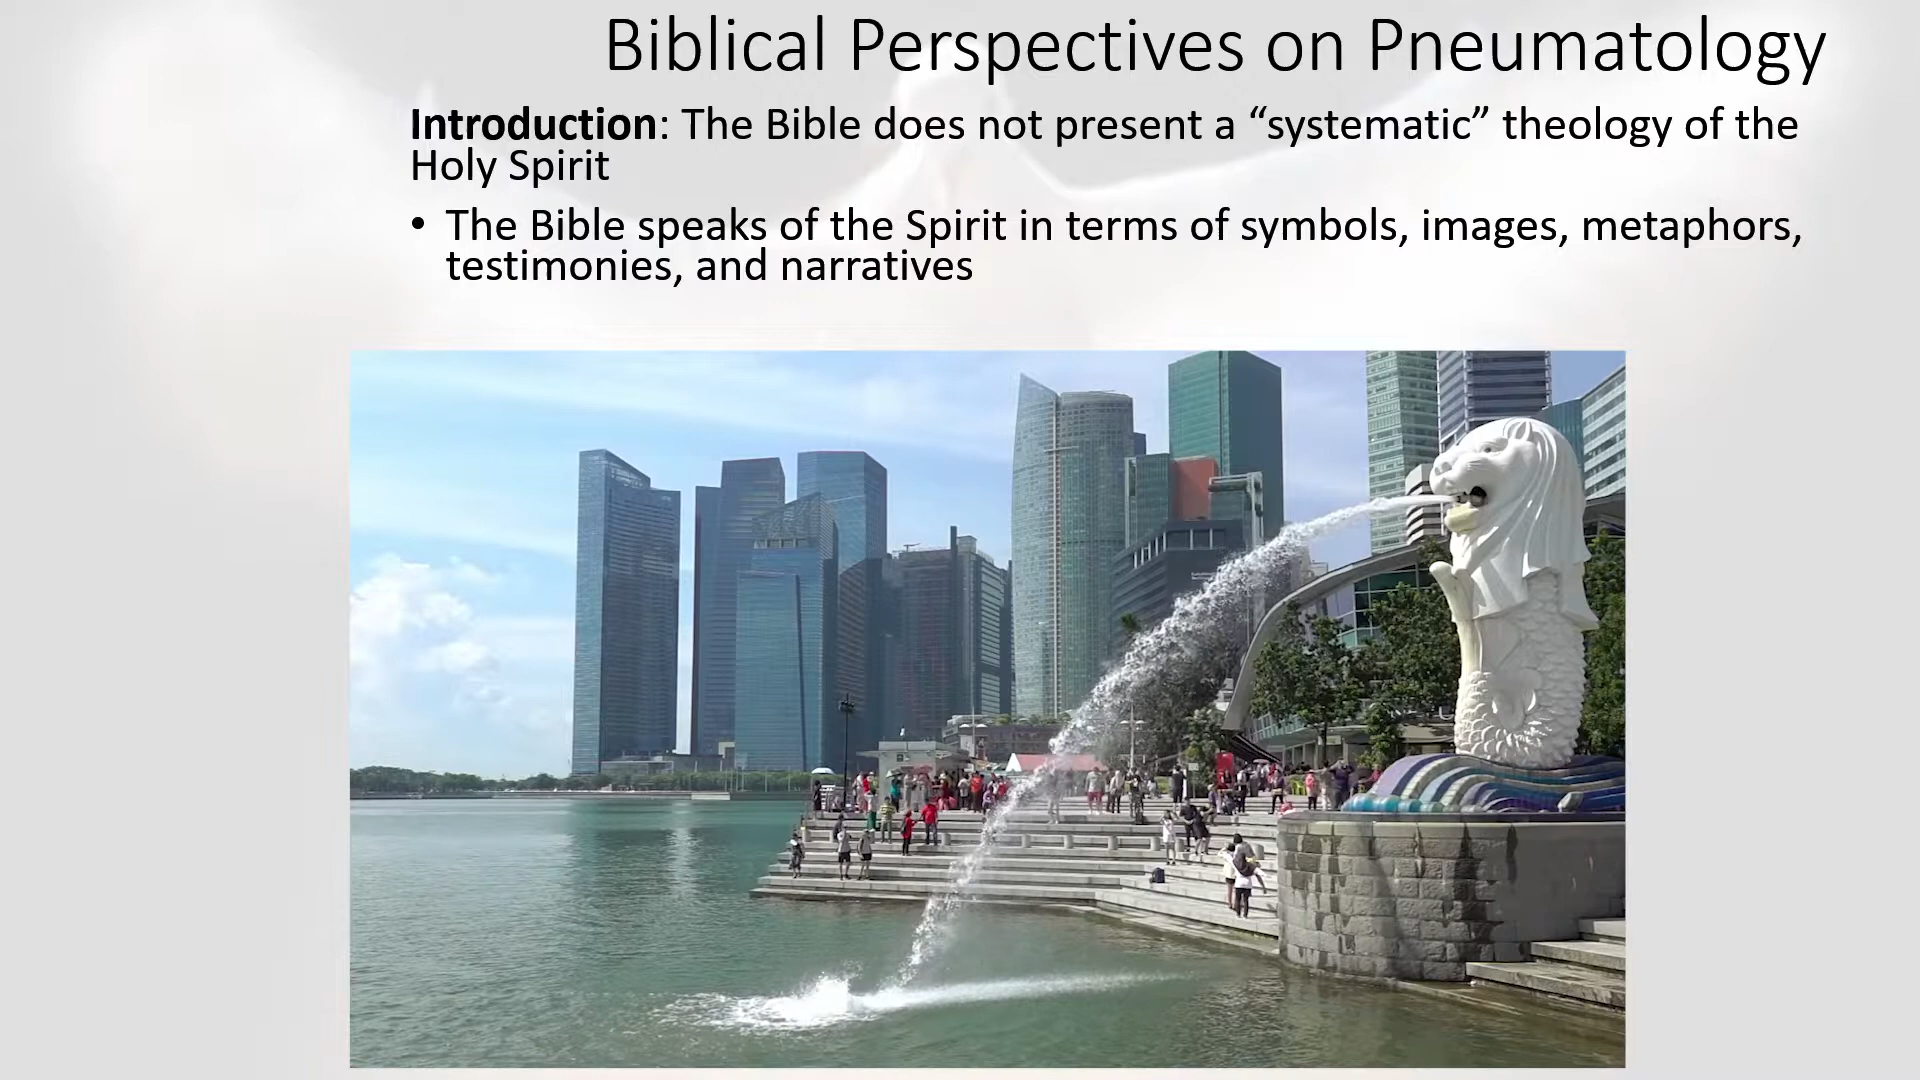 Biblical Perspectives on Pneumatology
Introduction: The Bible does not present a “systematic” theology of the
Holy Spirit
• The Bible speaks of the Spirit in terms of symbols, images, metaphors,
testimonies, and narratives